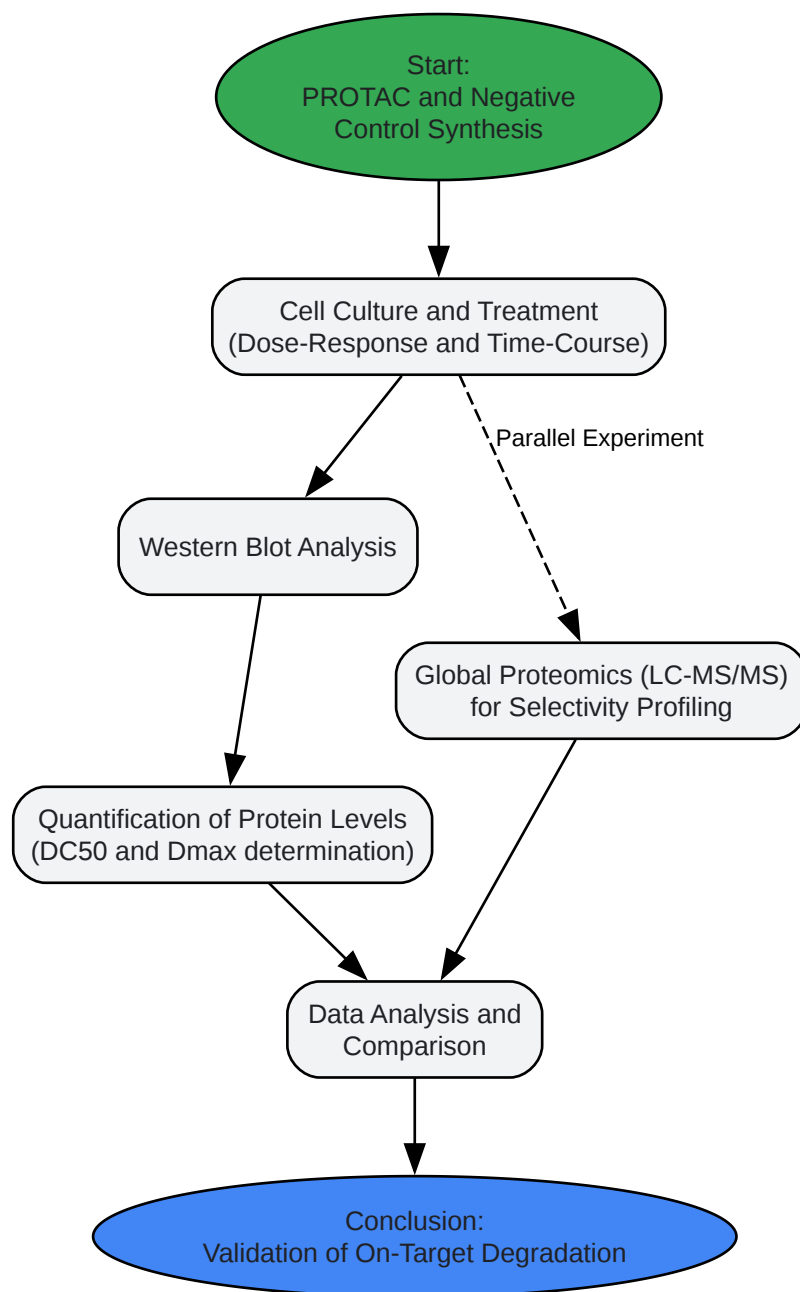 Start:
PROTAC and Negative
Control Synthesis
Cell Culture and Treatment
(Dose-Response and Time-Course)
Parallel Experiment
Western Blot Analysis
Global Proteomics (LC-MS/MS)
for Selectivity Profiling
Quantification of Protein Levels
(DC50 and Dmax determination)
Data Analysis and
Comparison
Conclusion:
Validation of On-Target Degradation